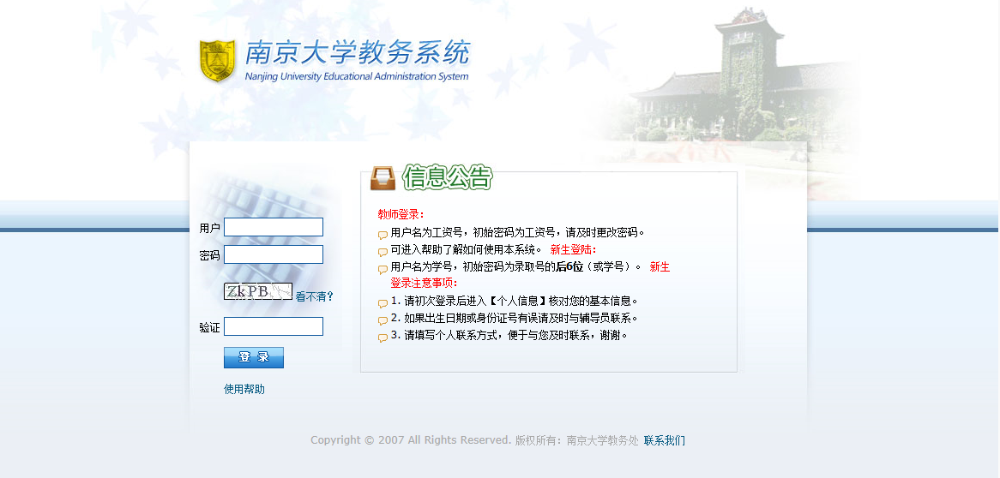 南京大学教务系统
Nanjing University Educational Administration System
信息公告
教师登录：
用户名为工资号，初始密码为工资号，请及时更改密码。
可进入帮助了解如何使用本系统。 新生登陆：
用户名为学号，初始密码为录取号的后6位（或学号）。 新生
登录注意事项：
1. 请初次登录后进入【个人信息】核对您的基本信息。
2. 如果出生日期或身份证号有误请及时与辅导员联系。
3. 请填写个人联系方式，便于与您及时联系，谢谢。
用户
密码
ZkPB 看不清？
验证
登 录
使用帮助
Copyright © 2007 All Rights Reserved. 版权所有：南京大学教务处 联系我们